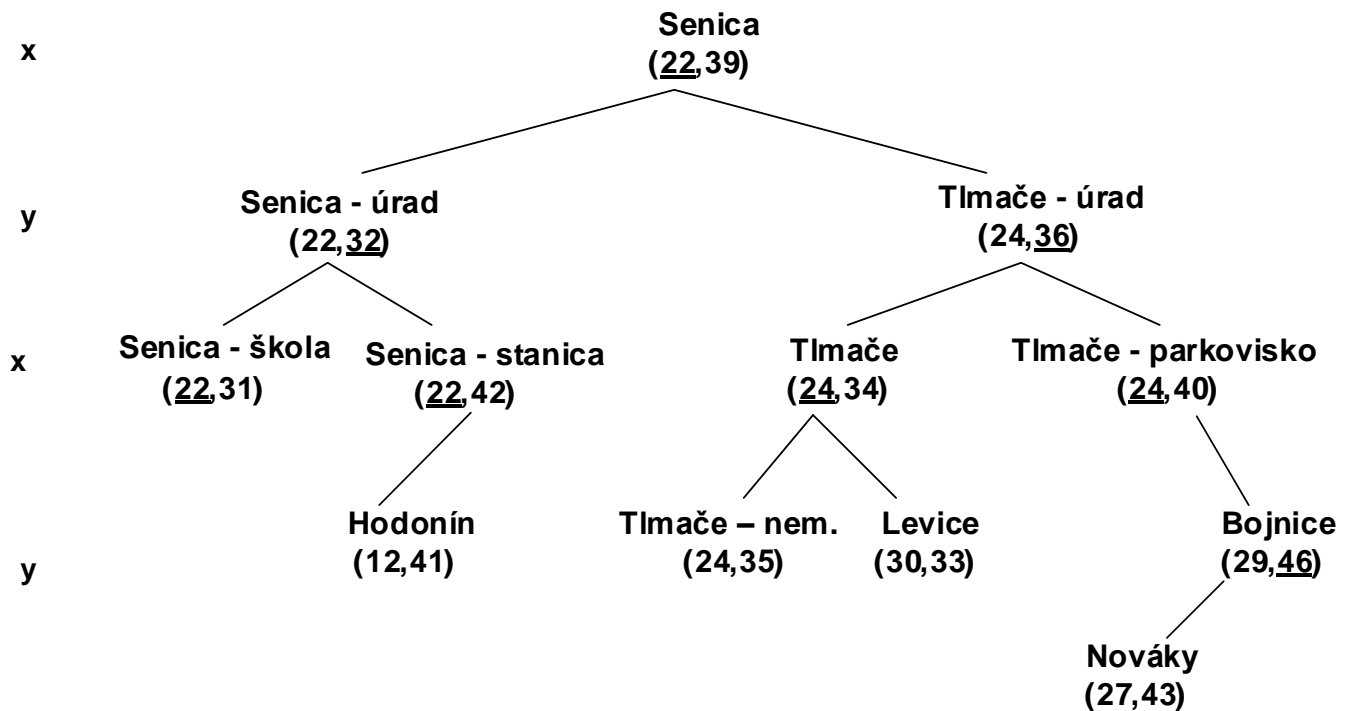 x
Senica
(22,39)
y
Senica - úrad
(22,32)
Tlmače - úrad
(24,36)
x
Senica - škola
(22,31)
Senica - stanica
(22,42)
Tlmače
(24,34)
Tlmače - parkovisko
(24,40)
y
Hodonín
(12,41)
Tlmače – nem.
(24,35)
Levice
(30,33)
Bojnice
(29,46)
Nováky
(27,43)